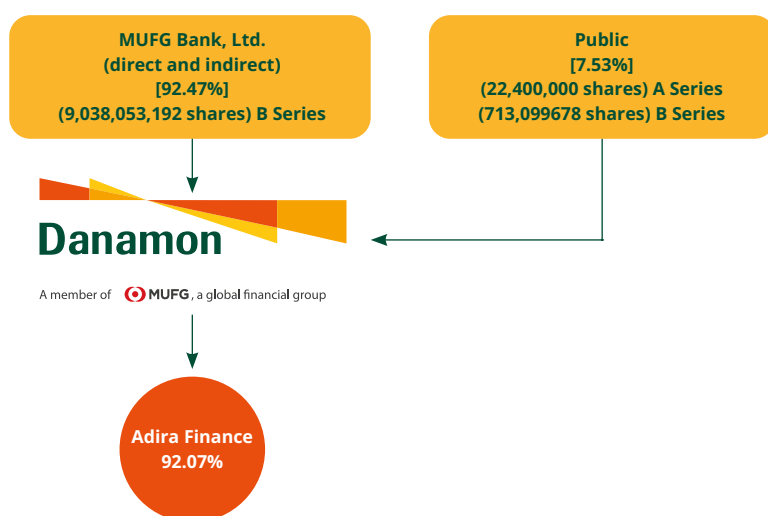 MUFG Bank, Ltd.
(direct and indirect)
[92.47%]
(9,038,053,192 shares) B Series
Public
[7.53%]
(22,400,000 shares) A Series
(713,099678 shares) B Series
Danamon
A member of MUFG, a global financial group
Adira Finance
92.07%